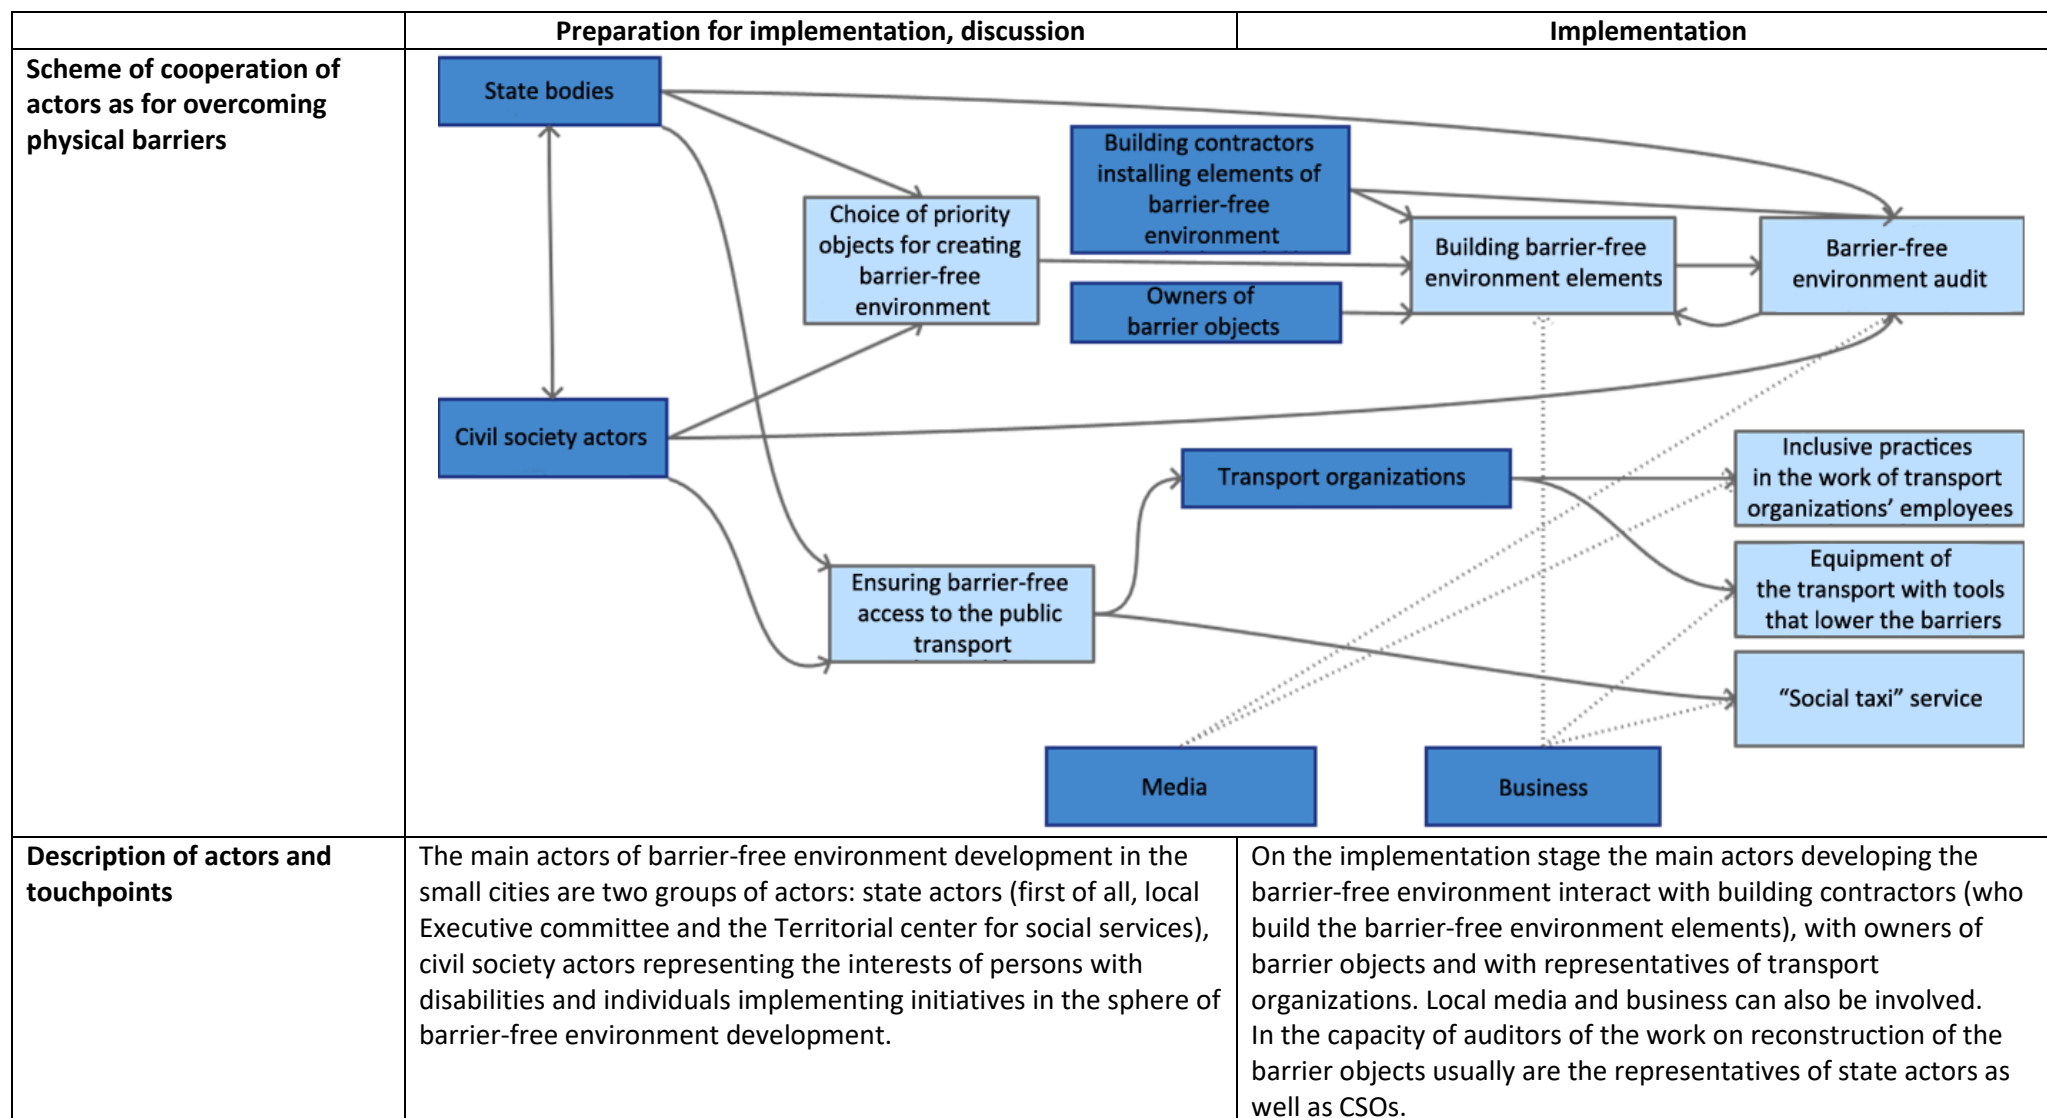 Preparation for implementation, discussion
Implementation
Scheme of cooperation of
actors as for overcoming
physical barriers
State bodies
Building contractors
installing elements of
barrier-free
environment
Choice of priority
objects for creating
barrier-free
environment
Building barrier-free
environment elements
Barrier-free
environment audit
Owners of
barrier objects
Civil society actors
Transport organizations
Inclusive practices
in the work of transport
organizations’ employees
Ensuring barrier-free
access to the public
transport
Equipment of
the transport with tools
that lower the barriers
“Social taxi” service
Media
Business
Description of actors and
touchpoints
The main actors of barrier-free environment development in the
small cities are two groups of actors: state actors (first of all, local
Executive committee and the Territorial center for social services),
civil society actors representing the interests of persons with
disabilities and individuals implementing initiatives in the sphere of
barrier-free environment development.
On the implementation stage the main actors developing the
barrier-free environment interact with building contractors (who
build the barrier-free environment elements), with owners of
barrier objects and with representatives of transport
organizations. Local media and business can also be involved.
In the capacity of auditors of the work on reconstruction of the
barrier objects usually are the representatives of state actors as
well as CSOs.